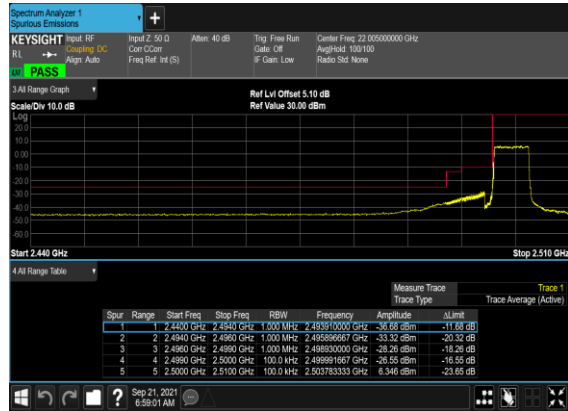 Spectrum Analyzer 1
Spurious Emissions
KEYSIGHT Input: RF Input Z: 50 Ω Atten: 40 dB Trig: Free Run Center Freq: 22.005000000 GHz
RL Coupling: DC Corr CCorr Gate: Off Avg|Hold: 100/100
Align: Auto Freq Ref: Int (S) IF Gain: Low Radio Std: None
PASS
3 All Range Graph
Ref Lvl Offset 5.10 dB
Scale/Div 10.0 dB Ref Value 30.00 dBm
Log
20.0
10.0
0.00
-10.0
-20.0
-30.0
-40.0
-50.0
-60.0
Start 2.440 GHz Stop 2.510 GHz
4 All Range Table
Measure Trace Trace 1
Trace Type Trace Average (Active)
Spur Range Start Freq Stop Freq RBW Frequency Amplitude ΔLimit
1 1 2.4400 GHz 2.4940 GHz 1.000 MHz 2.493910000 GHz -36.68 dBm -11.68 dB
2 2 2.4940 GHz 2.4960 GHz 1.000 MHz 2.495896667 GHz -33.32 dBm -20.32 dB
3 3 2.4960 GHz 2.4990 GHz 1.000 MHz 2.498930000 GHz -28.26 dBm -18.26 dB
4 4 2.4990 GHz 2.5000 GHz 100.0 kHz 2.499991667 GHz -26.55 dBm -16.55 dB
5 5 2.5000 GHz 2.5100 GHz 100.0 kHz 2.503783333 GHz 6.346 dBm -23.65 dB
? Sep 21, 2021
6:59:01 AM